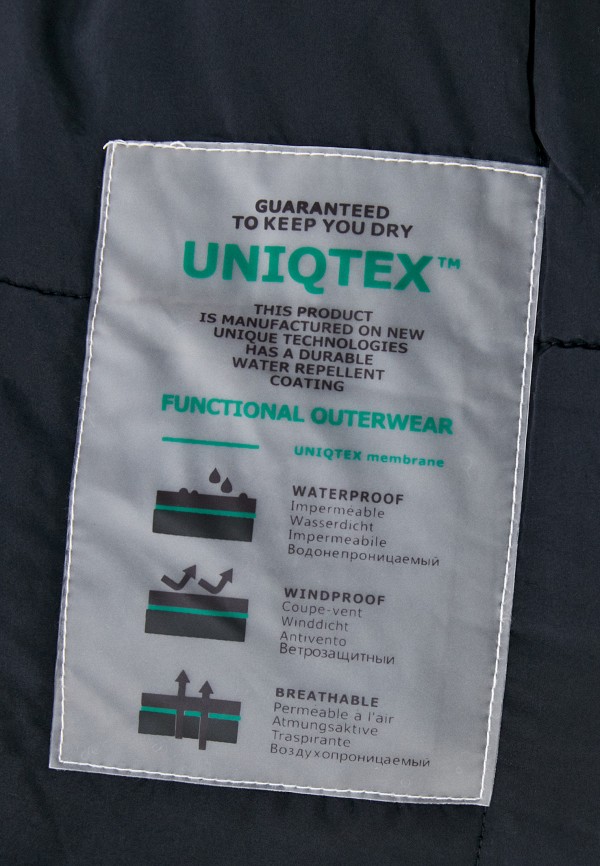 GUARANTEED
TO KEEP YOU DRY
UNIQTEX™
THIS PRODUCT
IS MANUFACTURED ON NEW
UNIQUE TECHNOLOGIES
HAS A DURABLE
WATER REPELLENT
COATING
FUNCTIONAL OUTERWEAR
UNIQTEX membrane
WATERPROOF
Imperméable
Wasserdicht
Impermeabile
Водонепроницаемый
WINDPROOF
Coupe-vent
Winddicht
Antivento
Ветрозащитный
BREATHABLE
Permeable à l'air
Atmungsaktive
Traspirante
Воздухопроницаемый